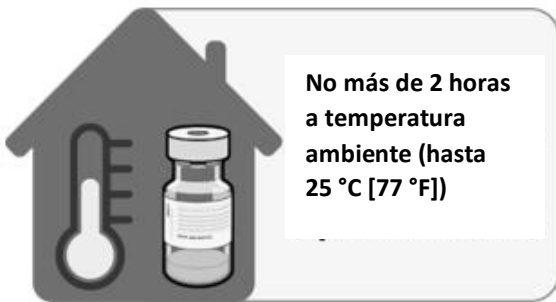 No más de 2 horas
a temperatura
ambiente (hasta
25 °C [77 °F])